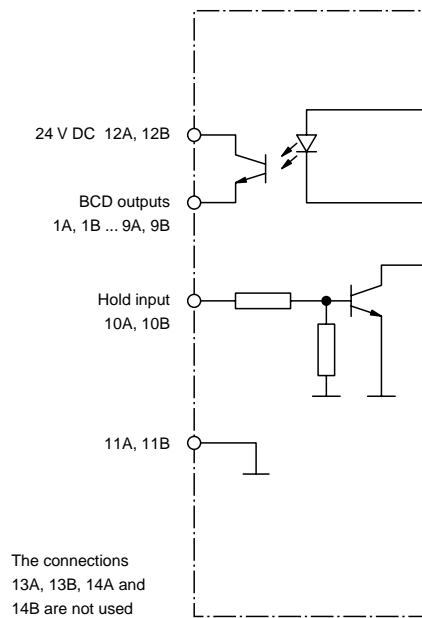 24 V DC 12A, 12B
BCD outputs
1A, 1B ... 9A, 9B
Hold input
10A, 10B
11A, 11B
The connections
13A, 13B, 14A and
14B are not used